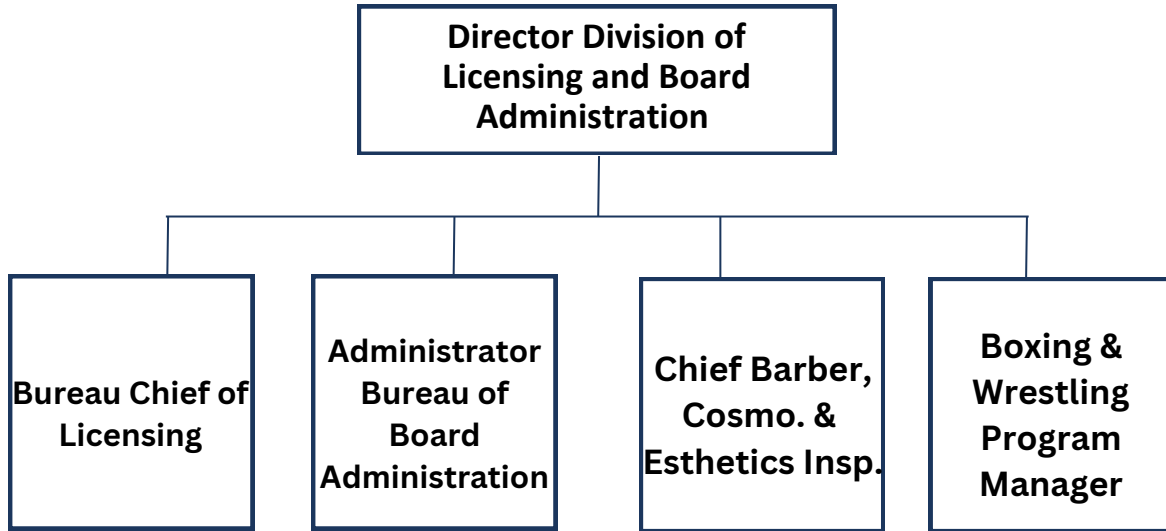 Director Division of
Licensing and Board
Administration
Bureau Chief of
Licensing
Administrator
Bureau of
Board
Administration
Chief Barber,
Cosmo. &
Esthetics Insp.
Boxing &
Wrestling
Program
Manager